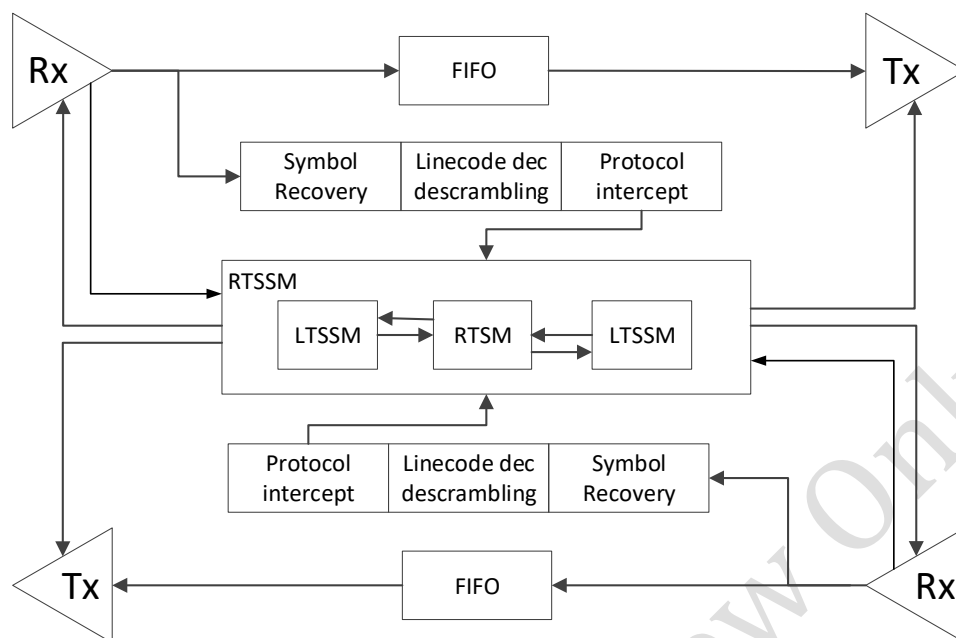 Rx
FIFO
Tx
Symbol
Recovery
Linecode dec
descrambling
Protocol
intercept
RTSSM
LTSSM
RTSM
LTSSM
Protocol
intercept
Linecode dec
descrambling
Symbol
Recovery
Tx
FIFO
Rx